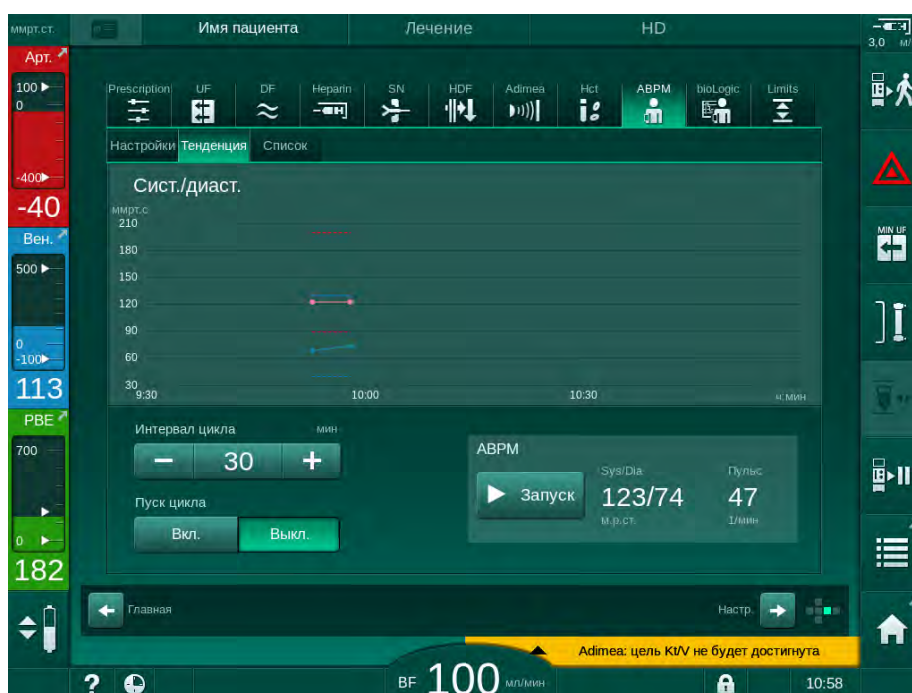 ммрт.ст.
Имя пациента Лечение HD
3,0 м/
Арт.
100
0
-400
-40
Вен.
500
0
-100
113
PBE
700
0
182
Prescription UF DF Heparin SN HDF Adimea Hct ABPM bioLogic Limits
Настройки Тенденция Список
Сист./диаст.
ммрт.с
210
180
150
120
90
60
30
9:30 10:00 10:30 ч:мин
Интервал цикла мин
30
Пуск цикла
Вкл. Выкл.
ABPM
Запуск
Sys/Dia Пульс
123/74 47
м.р.ст. 1/мин
MIN UF
Главная Настр.
Adimea: цель Kt/V не будет достигнута
? BF 100 мл/мин 10:58